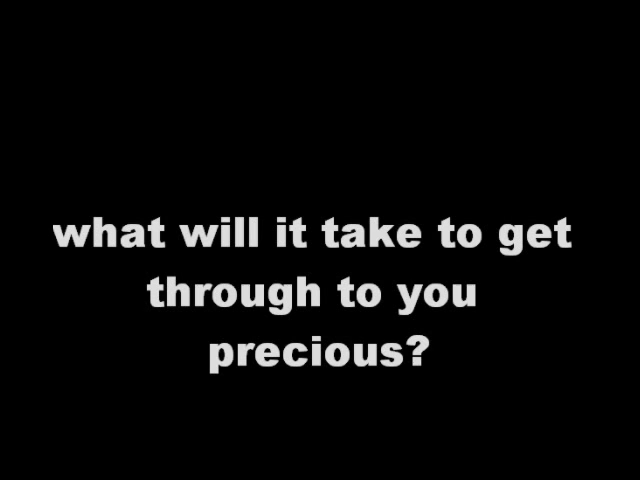 what will it take to get
through to you
precious?